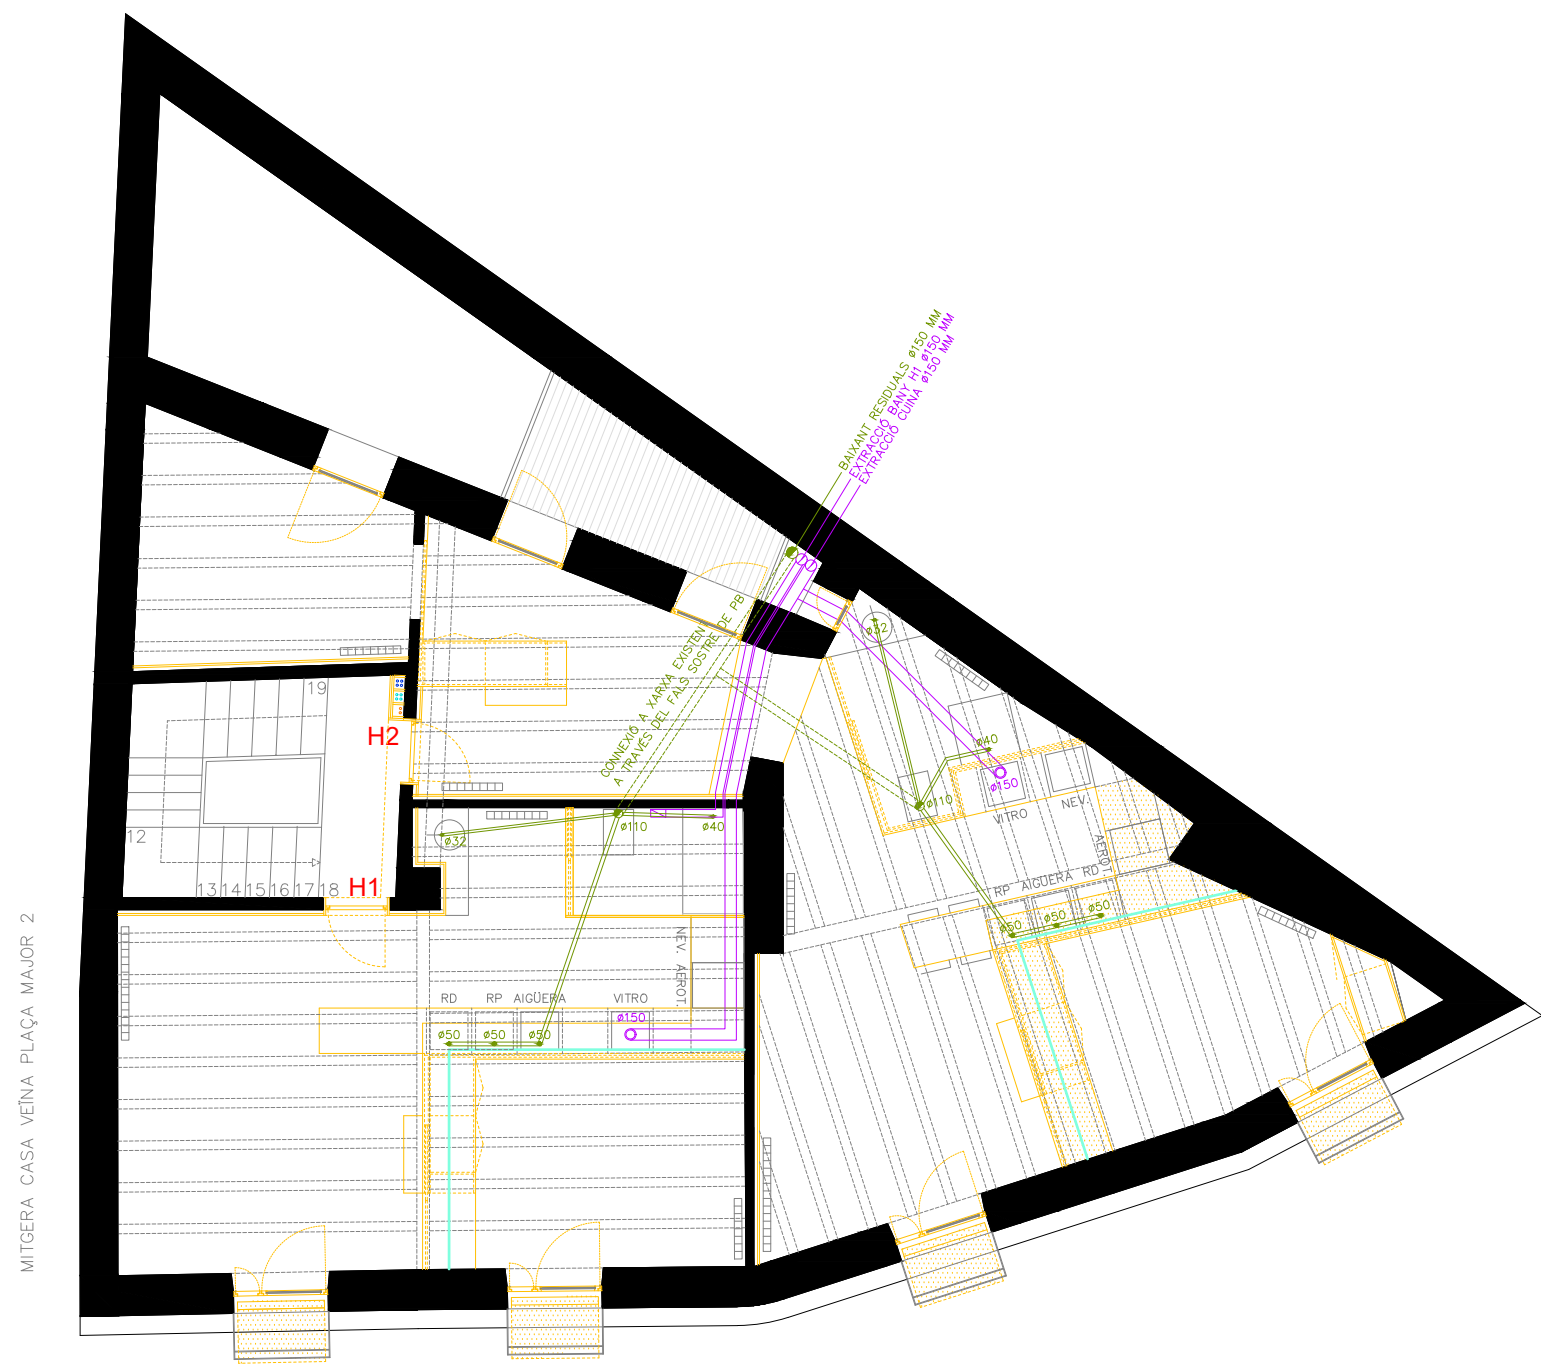 BAIXANT RESIDUALS ø150 MM
EXTRACCIÓ BANY H1 ø150 MM
EXTRACCIÓ CUINA ø150 MM
CONNEXIÓ A XARXA EXISTEN
A TRAVÉS DEL FALS SOSTRE DE PB
19
H2
12
13 14 15 16 17 18
H1
ø32
ø110
ø40
NEV. AEROT.
RD RP AIGÜERA VITRO
ø50 ø50 ø50
ø150
ø32
ø40
ø150
ø110
VITRO
NEV.
AEROT.
RP AIGÜERA RD
ø50 ø50 ø50
MITGERA CASA VEÏNA PLAÇA MAJOR 2